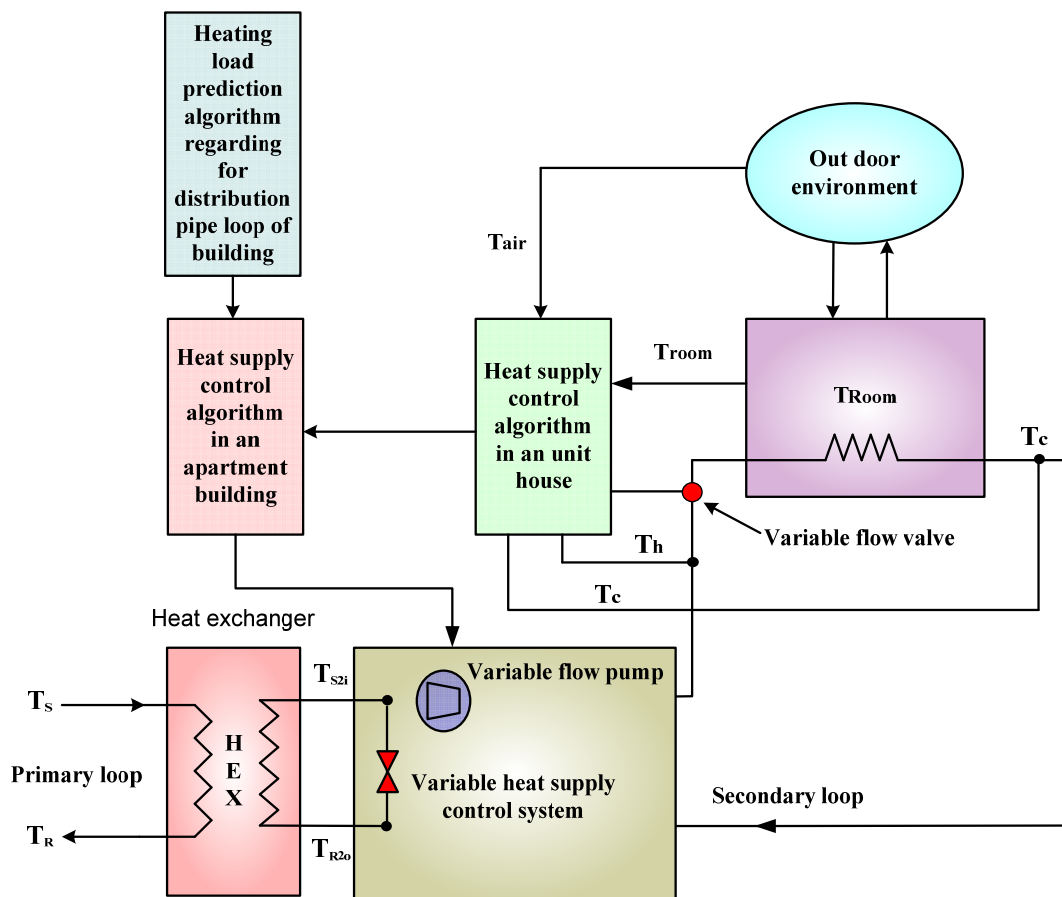 Heating
load
prediction
algorithm
regarding
for
distribution
pipe loop of
building
Out door
environment
Tair
Heat supply
control
algorithm
in an
apartment
building
Heat supply
control
algorithm
in an unit
house
Troom
TRoom
Tc
Variable flow valve
Th
Tc
Heat exchanger
TS
Primary loop
TR
H
E
X
TS2i
TR2o
Variable flow pump
Variable heat supply
control system
Secondary loop